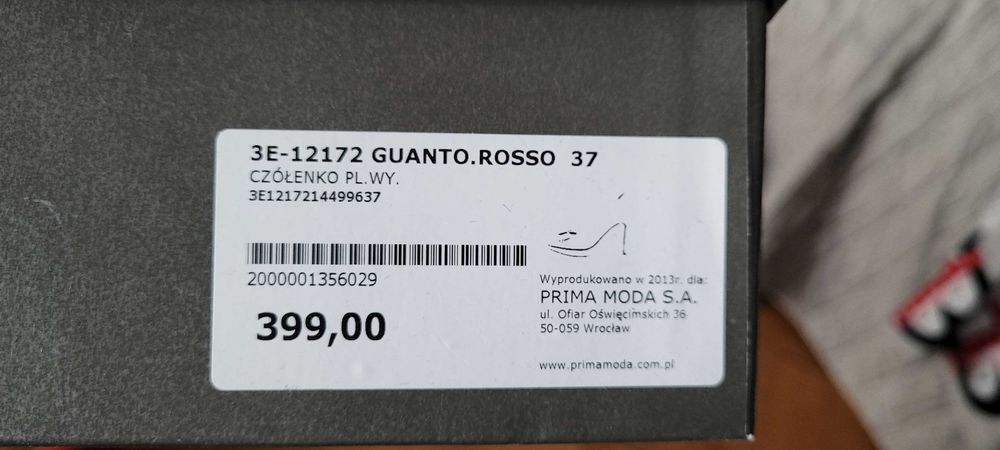 3E-12172 GUANTO.ROSSO 37
CZÓŁENKO PL.WY.
3E1217214499637
2000001356029
399,00
Wyprodukowano w 2013r. dla:
PRIMA MODA S.A.
ul. Ofiar Oświęcimskich 36
50-059 Wrocław
www.primamoda.com.pl